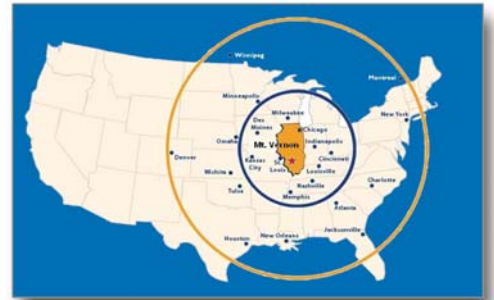 Winnipeg
Montreal
Minneapolis
Milwaukee
New York
Des
Moines
Chicago
Omaha
Mt. Vernon
Indianapolis
Denver
Kansas
City
St.
Louis
Cincinnati
Wichita
Louisville
Tulsa
Nashville
Charlotte
Memphis
Atlanta
Jacksonville
Houston
New Orleans